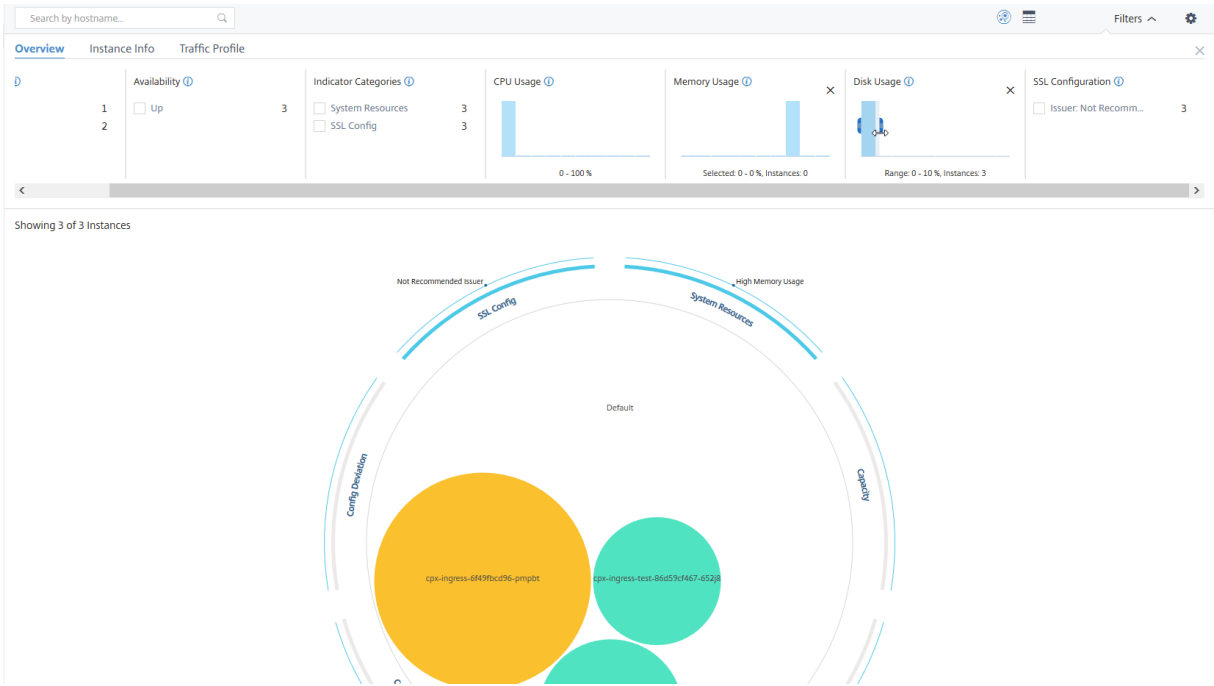 Search by hostname...
Filters
Overview Instance Info Traffic Profile
1
2
Availability
Up 3
Indicator Categories
System Resources 3
SSL Config 3
CPU Usage
0 - 100 %
Memory Usage
Selected: 0 - 0 %, Instances: 0
Disk Usage
Range: 0 - 10 %, Instances: 3
SSL Configuration
Issuer: Not Recomm... 3
Showing 3 of 3 Instances
Not Recommended Issuer
High Memory Usage
SSL Config
System Resources
Default
Config Deviation
Capacity
cpx-ingress-6f49fbcd96-pmpbt
cpx-ingress-test-86d59cf467-652j8